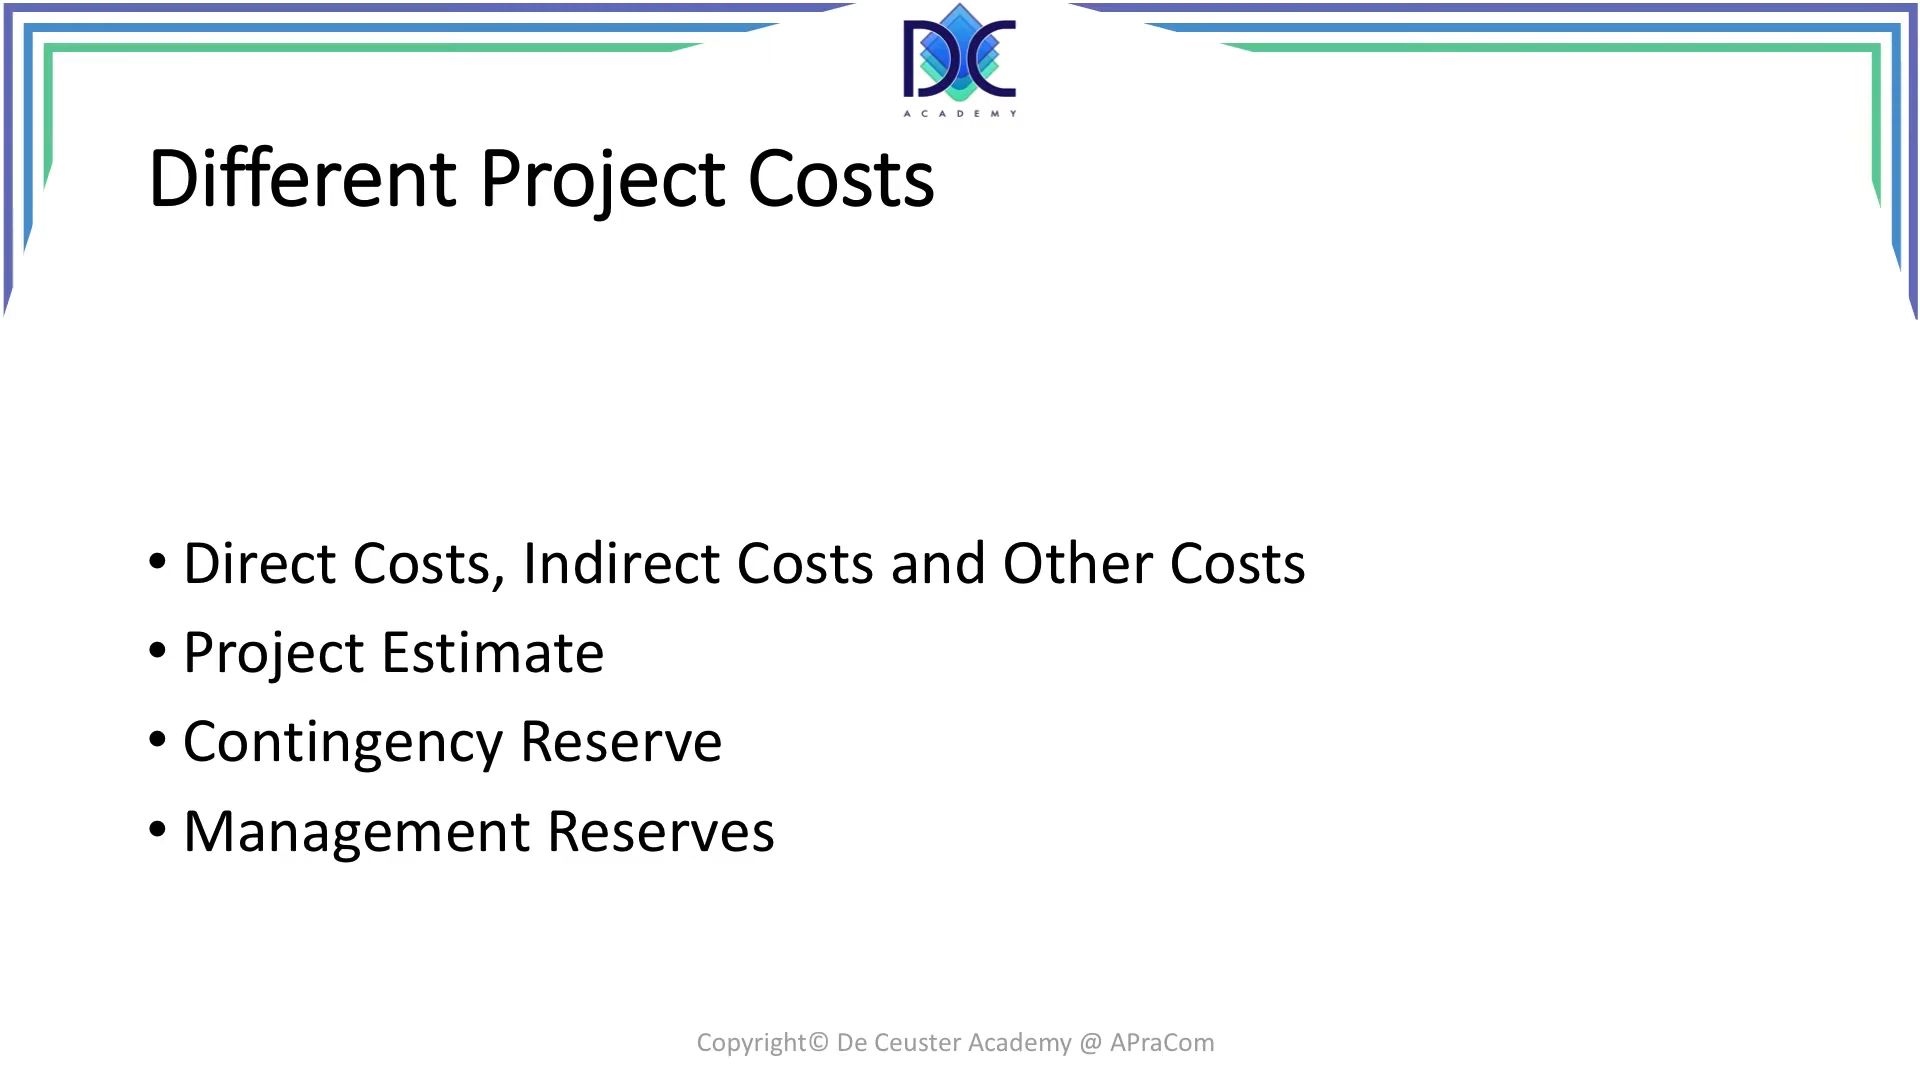 DC
ACADEMY
Different Project Costs
• Direct Costs, Indirect Costs and Other Costs
• Project Estimate
• Contingency Reserve
• Management Reserves
Copyright© De Ceuster Academy @ APraCom